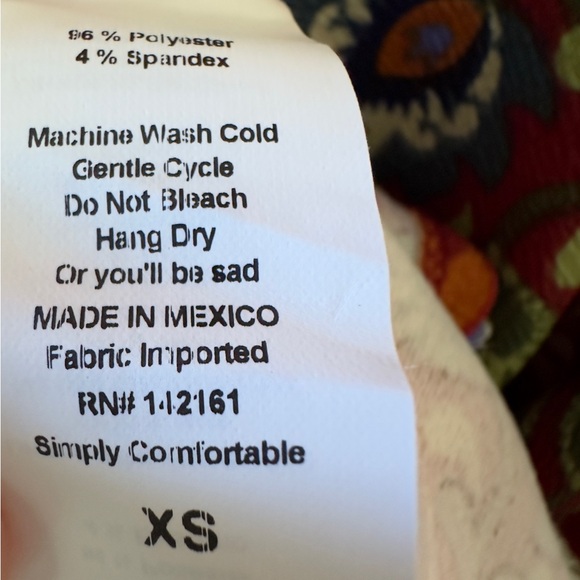 96 % Polyester
4 % Spandex
Machine Wash Cold
Gentle Cycle
Do Not Bleach
Hang Dry
Or you'll be sad
MADE IN MEXICO
Fabric Imported
RN# 142161
Simply Comfortable
XS